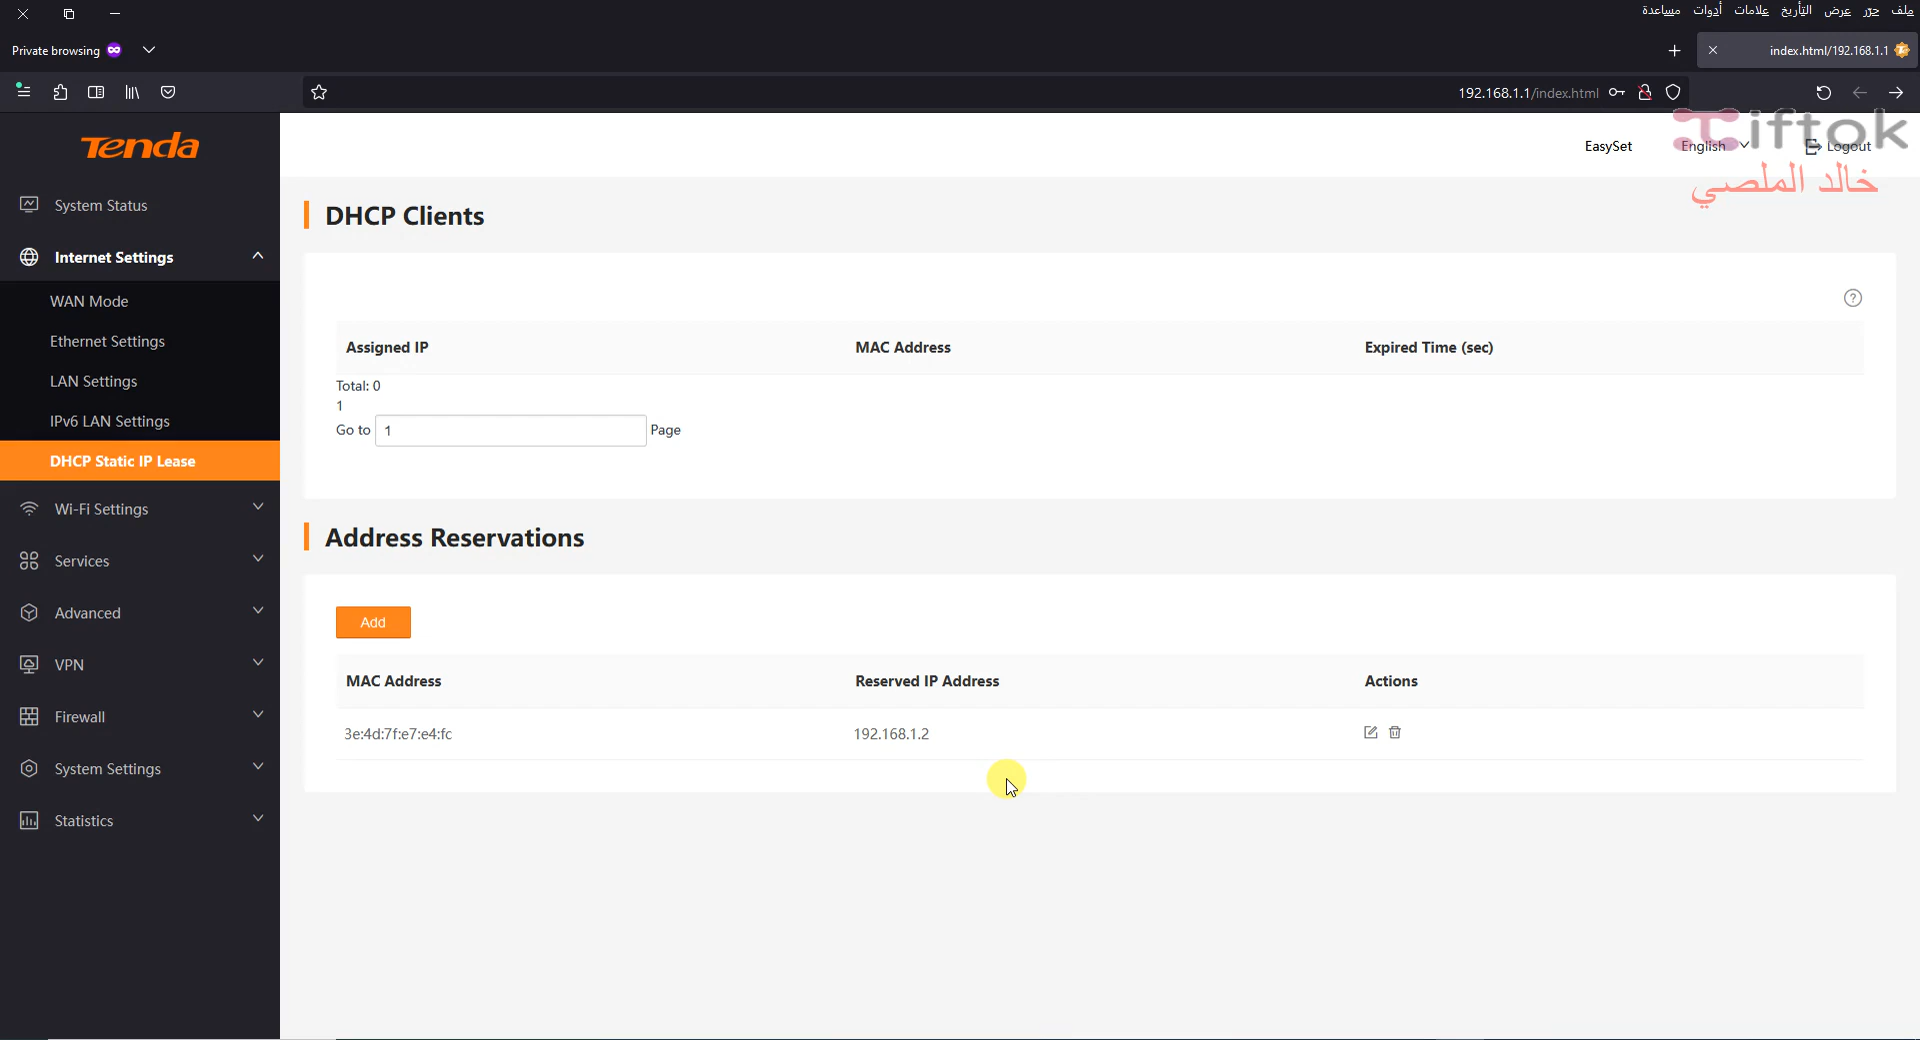 ملف حرّر عرض التأريخ علامات أدوات مساعدة
Private browsing
index.html/192.168.1.1
192.168.1.1/index.html
Tenda
EasySet
English
Logout
iftok
خالد الملصي
System Status
Internet Settings
WAN Mode
Ethernet Settings
LAN Settings
IPv6 LAN Settings
DHCP Static IP Lease
Wi-Fi Settings
Services
Advanced
VPN
Firewall
System Settings
Statistics
DHCP Clients
?
Assigned IP MAC Address Expired Time (sec)
Total: 0
1
Go to 1 Page
Address Reservations
Add
MAC Address Reserved IP Address Actions
3e:4d:7f:e7:e4:fc 192.168.1.2